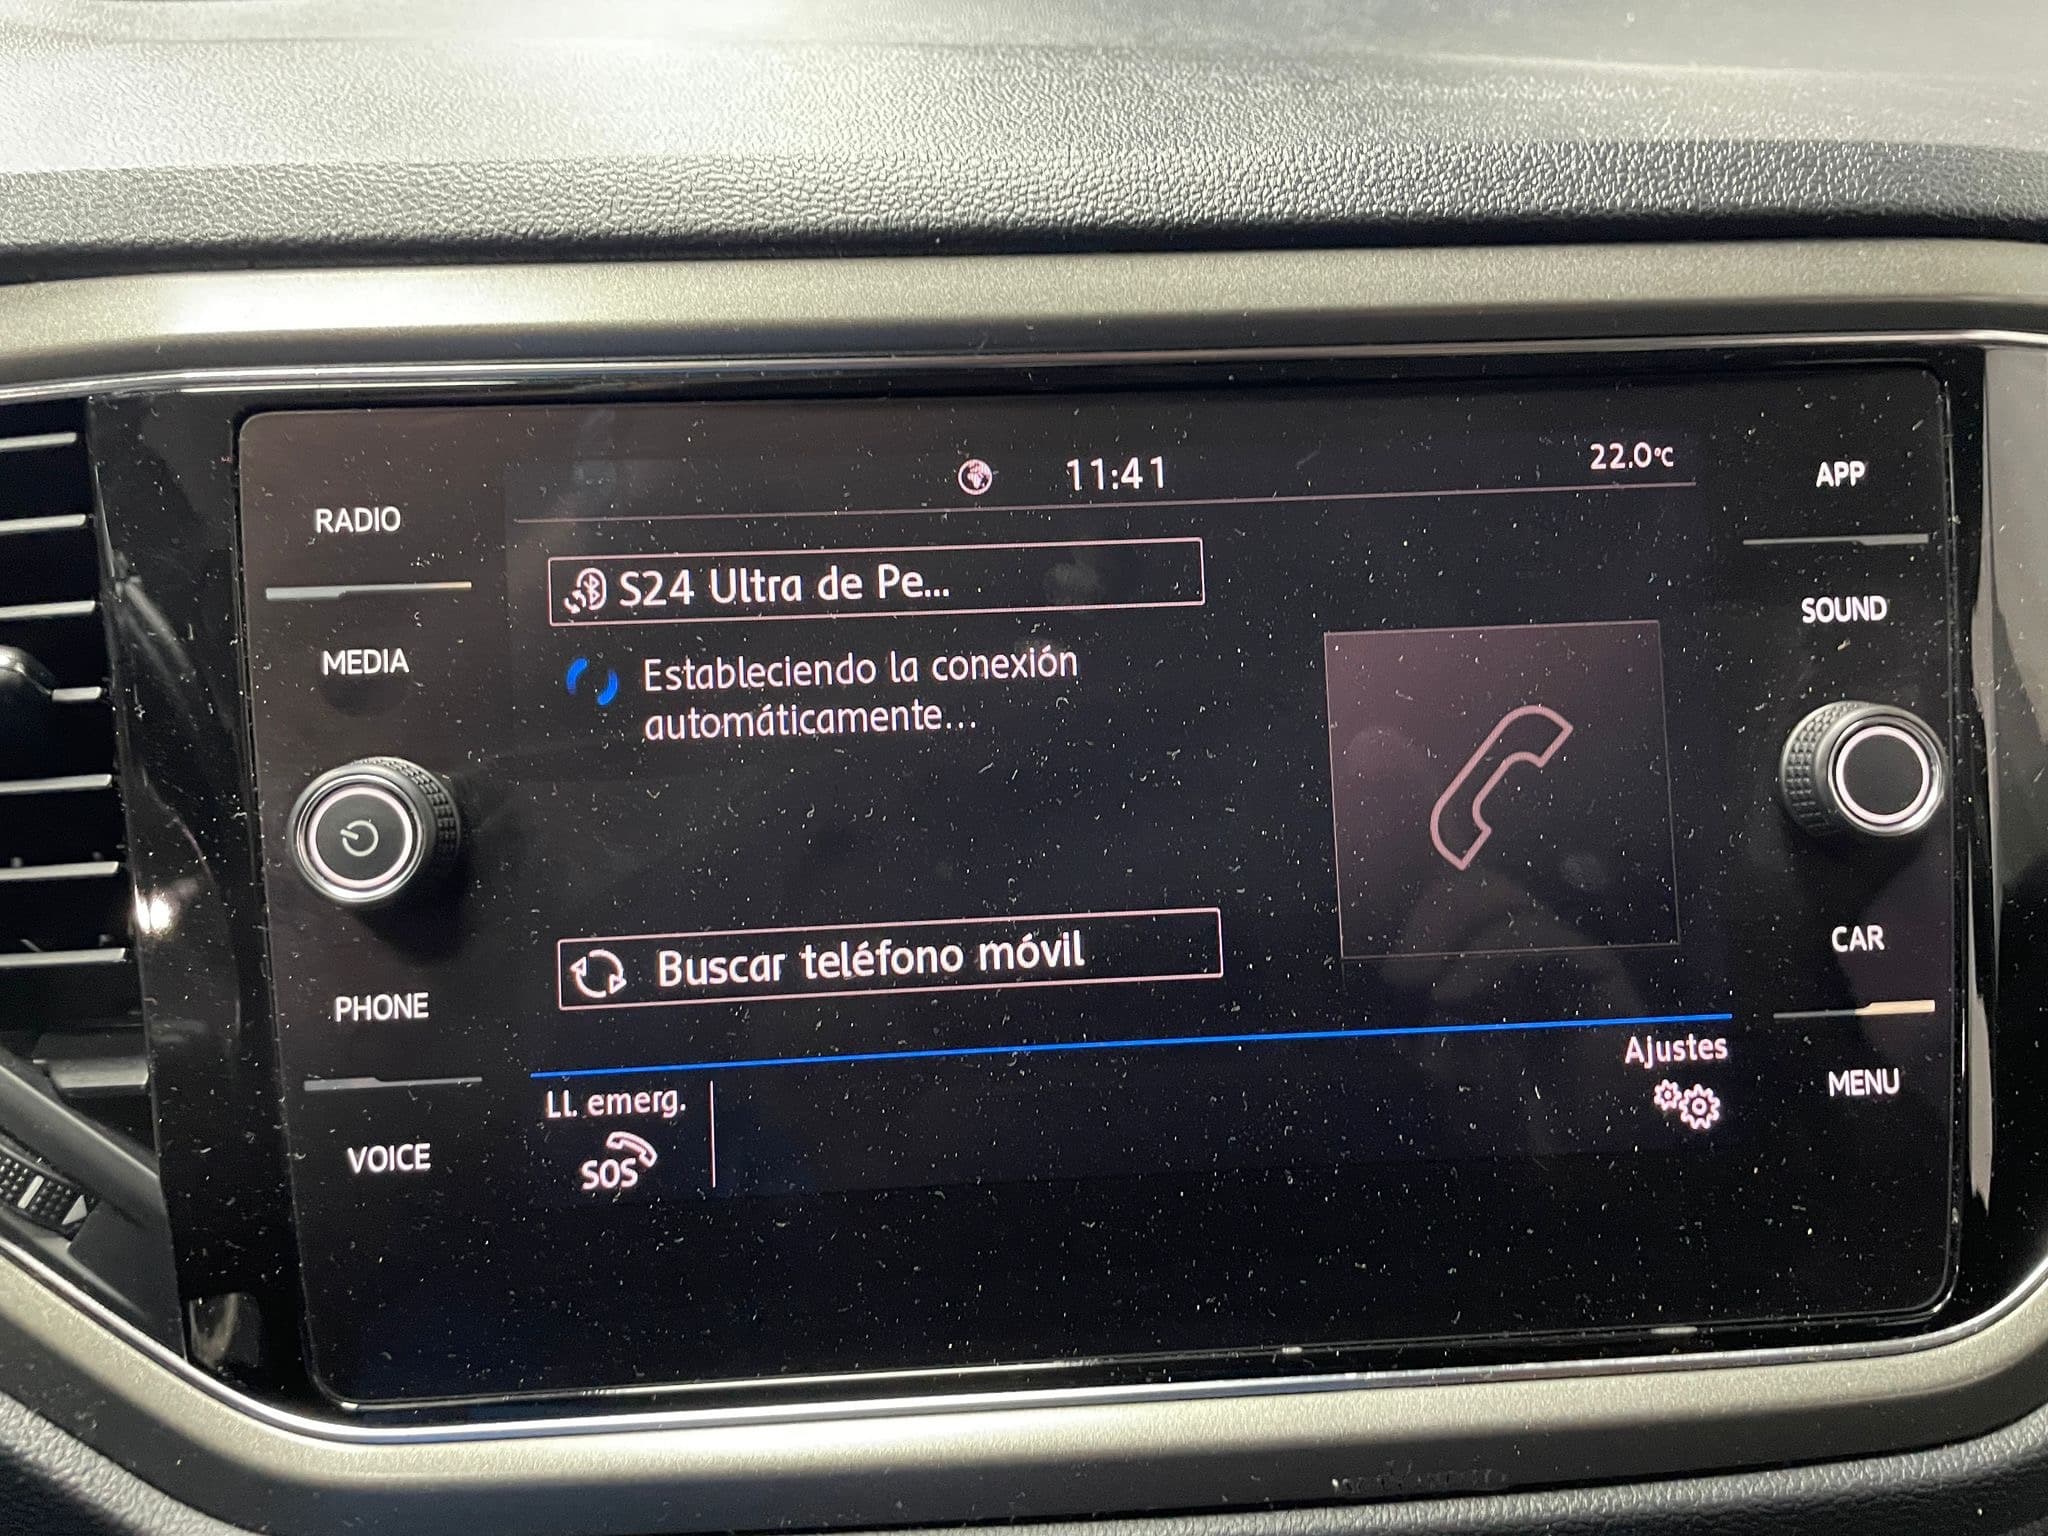 11:41
22.0°C
RADIO
MEDIA
PHONE
VOICE
S24 Ultra de Pe...
Estableciendo la conexión
automáticamente...
Buscar teléfono móvil
Ll. emerg.
SOS
Ajustes
APP
SOUND
CAR
MENU